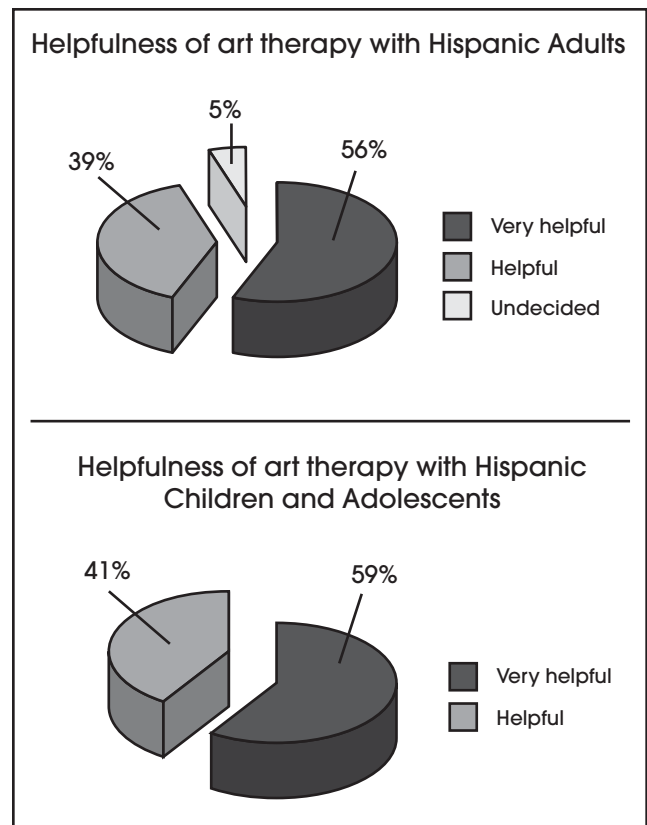 Helpfulness of art therapy with Hispanic Adults
5%
39%
56%
Very helpful
Helpful
Undecided
Helpfulness of art therapy with Hispanic
Children and Adolescents
41%
59%
Very helpful
Helpful